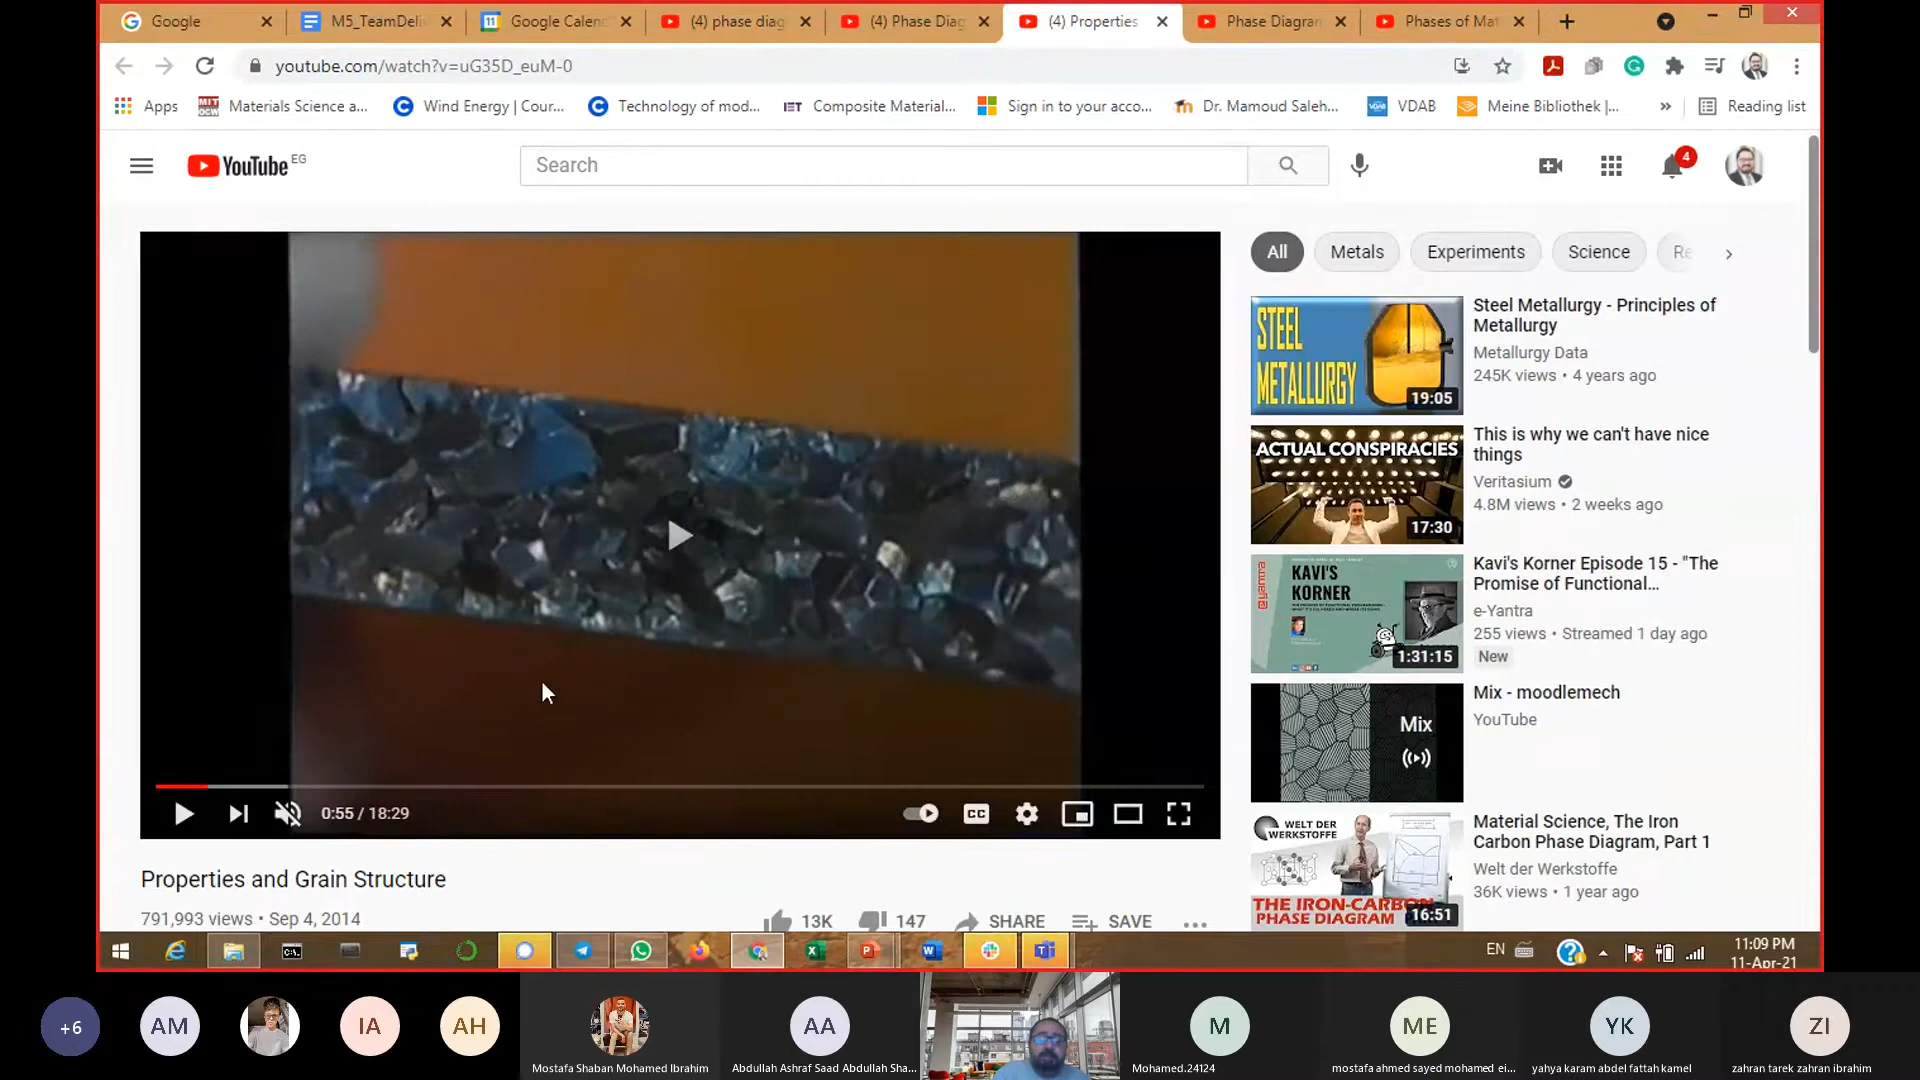 Google
M5_TeamDeli
Google Calen
(4) phase diag
(4) Phase Diag
(4) Properties
Phase Diagran
Phases of Mat
youtube.com/watch?v=uG35D_euM-0
Apps
Materials Science a...
Wind Energy | Cour...
Technology of mod...
IET
Composite Material...
Sign in to your acco...
Dr. Mamoud Saleh...
VDAB
Meine Bibliothek |...
»
Reading list
YouTube EG
Search
4
All
Metals
Experiments
Science
Re
STEEL
METALLURGY
19:05
Steel Metallurgy - Principles of
Metallurgy
Metallurgy Data
245K views • 4 years ago
ACTUAL CONSPIRACIES
17:30
This is why we can't have nice
things
Veritasium
4.8M views • 2 weeks ago
KAVI'S
KORNER
1:31:15
Kavi's Korner Episode 15 - "The
Promise of Functional...
e-Yantra
255 views • Streamed 1 day ago
New
Mix
Mix - moodlemech
YouTube
WELT DER
WERKSTOFFE
THE IRON-CARBON
PHASE DIAGRAM
16:51
Material Science, The Iron
Carbon Phase Diagram, Part 1
Welt der Werkstoffe
36K views • 1 year ago
0:55 / 18:29
CC
Properties and Grain Structure
791,993 views • Sep 4, 2014
13K
147
SHARE
SAVE
EN
11:09 PM
11-Apr-21
+6
AM
IA
AH
Mostafa Shaban Mohamed Ibrahim
AA
Abdullah Ashraf Saad Abdullah Sha...
M
Mohamed.24124
ME
mostafa ahmed sayed mohamed ei...
YK
yahya karam abdel fattah kamel
ZI
zahran tarek zahran ibrahim